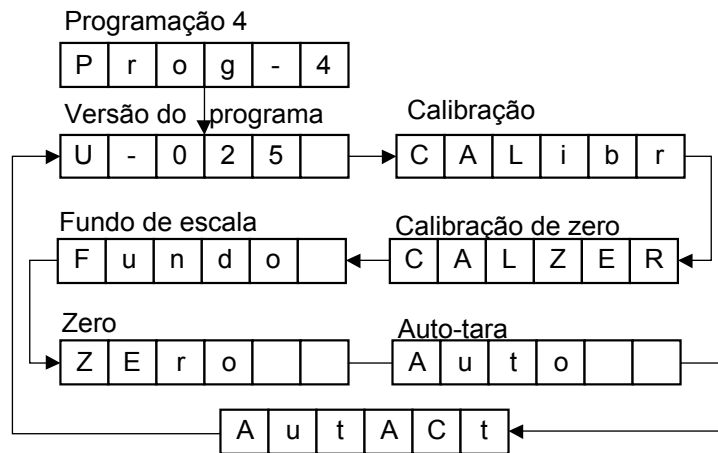 Programação 4
P r o g - 4
Versão do programa
Calibração
U - 0 2 5
C A L i b r
Fundo de escala
Calibração de zero
F u n d o
C A L Z E R
Zero
Auto-tara
Z E r o
A u t o
A u t A C t